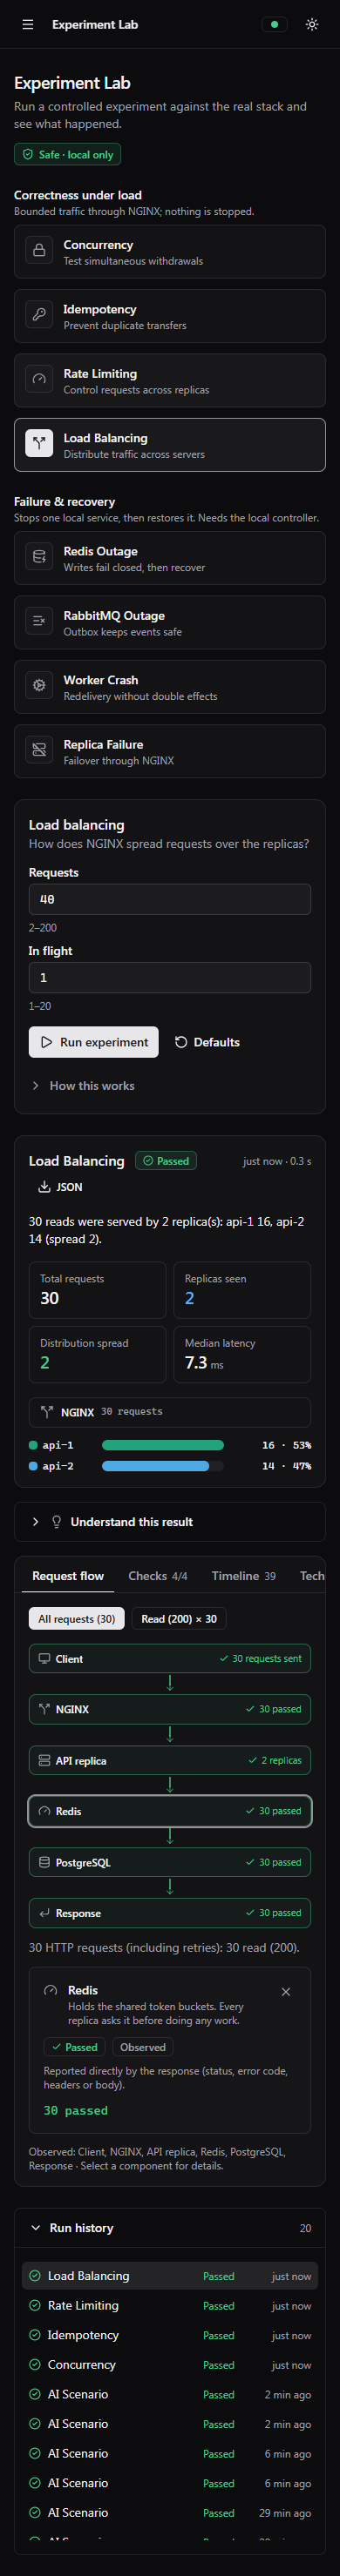 Experiment Lab
Experiment Lab
Run a controlled experiment against the real stack and
see what happened.
Safe · local only
Correctness under load
Bounded traffic through NGINX; nothing is stopped.
Concurrency
Test simultaneous withdrawals
Idempotency
Prevent duplicate transfers
Rate Limiting
Control requests across replicas
Load Balancing
Distribute traffic across servers
Failure & recovery
Stops one local service, then restores it. Needs the local controller.
Redis Outage
Writes fail closed, then recover
RabbitMQ Outage
Outbox keeps events safe
Worker Crash
Redelivery without double effects
Replica Failure
Failover through NGINX
Load balancing
How does NGINX spread requests over the replicas?
Requests
40
2–200
In flight
1
1–20
Run experiment Defaults
How this works
Load Balancing Passed just now · 0.3 s
JSON
30 reads were served by 2 replica(s): api-1 16, api-2
14 (spread 2).
Total requests Replicas seen
30 2
Distribution spread Median latency
2 7.3 ms
NGINX 30 requests
api-1 16 · 53%
api-2 14 · 47%
Understand this result
Request flow Checks 4/4 Timeline 39 Tech
All requests (30) Read (200) × 30
Client 30 requests sent
NGINX 30 passed
API replica 2 replicas
Redis 30 passed
PostgreSQL 30 passed
Response 30 passed
30 HTTP requests (including retries): 30 read (200).
Redis
Holds the shared token buckets. Every
replica asks it before doing any work.
Passed Observed
Reported directly by the response (status, error code,
headers or body).
30 passed
Observed: Client, NGINX, API replica, Redis, PostgreSQL,
Response · Select a component for details.
Run history 20
Load Balancing Passed just now
Rate Limiting Passed just now
Idempotency Passed just now
Concurrency Passed just now
AI Scenario Passed 2 min ago
AI Scenario Passed 2 min ago
AI Scenario Passed 6 min ago
AI Scenario Passed 6 min ago
AI Scenario Passed 29 min ago